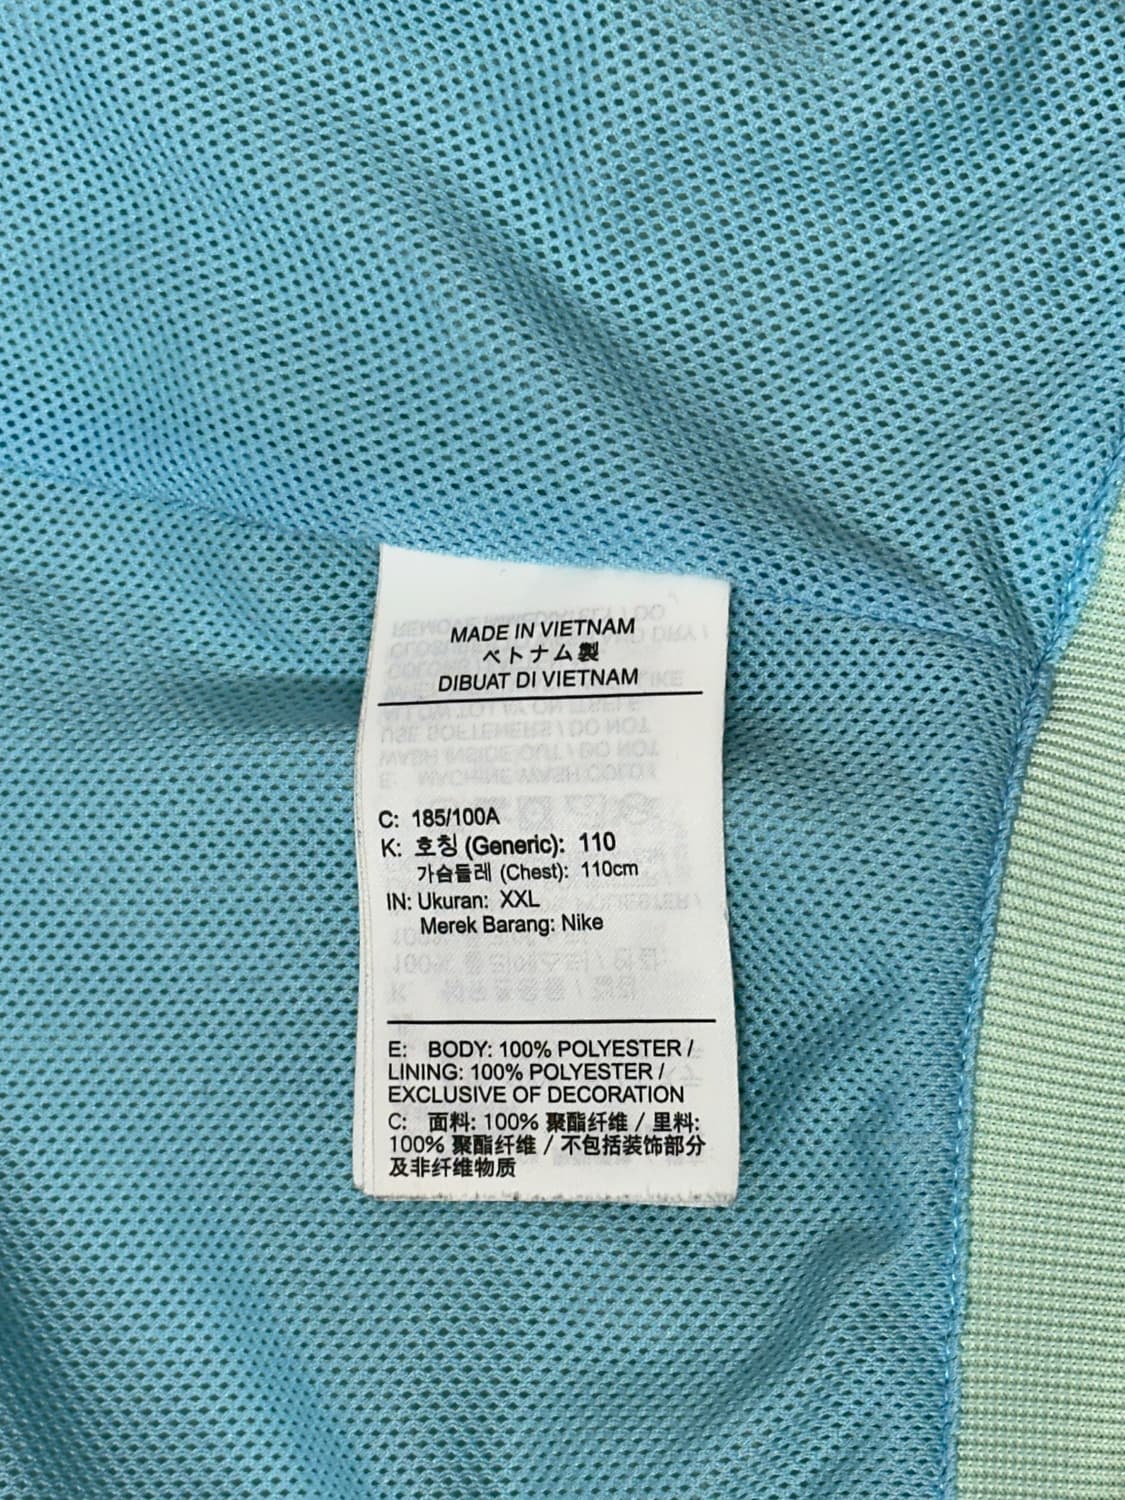 MADE IN VIETNAM
ベトナム製
DIBUAT DI VIETNAM
C: 185/100A
K: 호칭 (Generic): 110
가슴둘레 (Chest): 110cm
IN: Ukuran: XXL
Merek Barang: Nike
E: BODY: 100% POLYESTER /
LINING: 100% POLYESTER /
EXCLUSIVE OF DECORATION
C: 面料: 100% 聚酯纤维 / 里料:
100% 聚酯纤维 / 不包括装饰部分
及非纤维物质